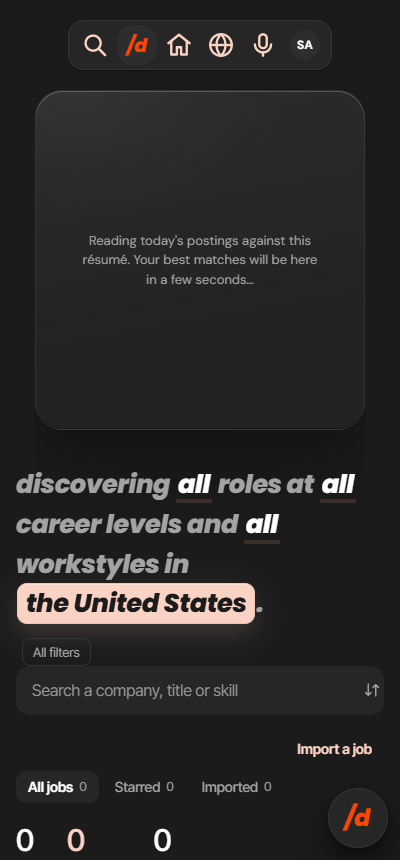 /d
SA
Reading today's postings against this
résumé. Your best matches will be here
in a few seconds…
discovering all roles at all
career levels and all
workstyles in
the United States .
All filters
Search a company, title or skill
Import a job
All jobs 0 Starred 0 Imported 0
/d
0 0 0